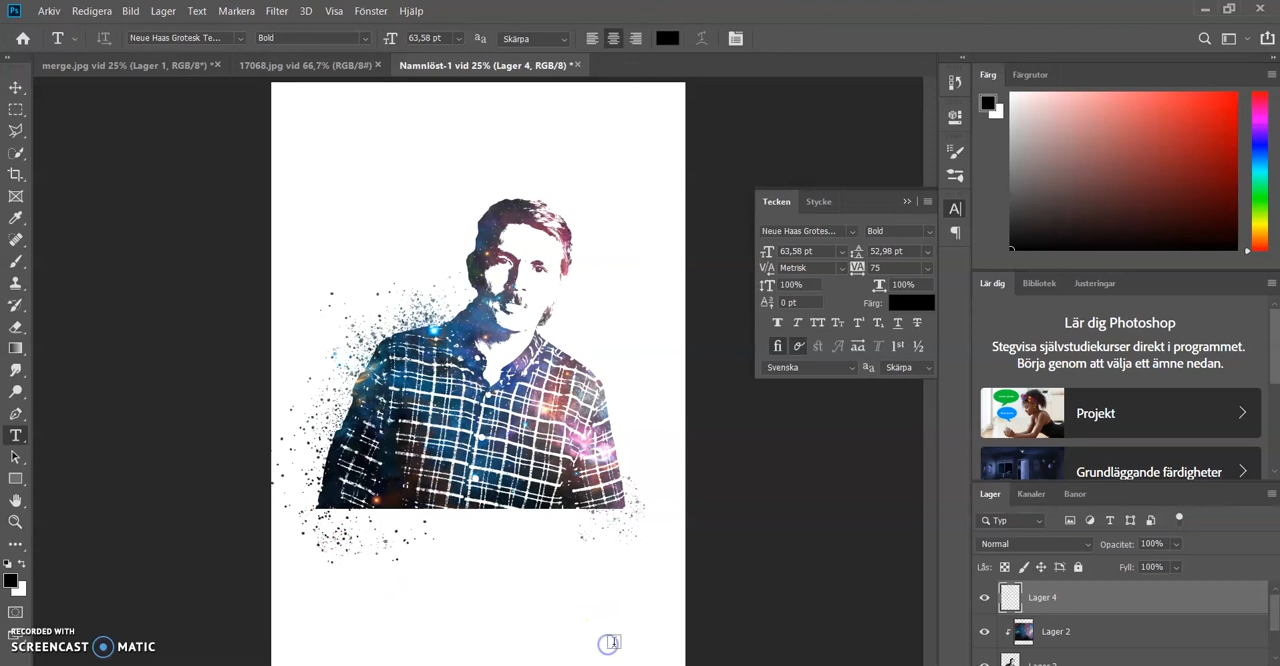 Ps Arkiv Redigera Bild Lager Text Markera Filter 3D Visa Fönster Hjälp
T Neue Haas Grotesk Te... Bold 63,58 pt Skärpa
merge.jpg vid 25% (Lager 1, RGB/8*) * 17068.jpg vid 66,7% (RGB/8#) Namnlöst-1 vid 25% (Lager 4, RGB/8) *
Färg Färgrutor
Tecken Stycke
Neue Haas Grotes... Bold
63,58 pt 52,98 pt
Metrisk 75
100% 100%
0 pt Färg:
Svenska Skärpa
Lär dig Bibliotek Justeringar
Lär dig Photoshop
Stegvisa självstudiekurser direkt i programmet.
Börja genom att välja ett ämne nedan.
Projekt
Grundläggande färdigheter
Lager Kanaler Banor
Typ
Normal Opacitet: 100%
Lås: Fyll: 100%
Lager 4
Lager 2
RECORDED WITH
SCREENCAST MATIC